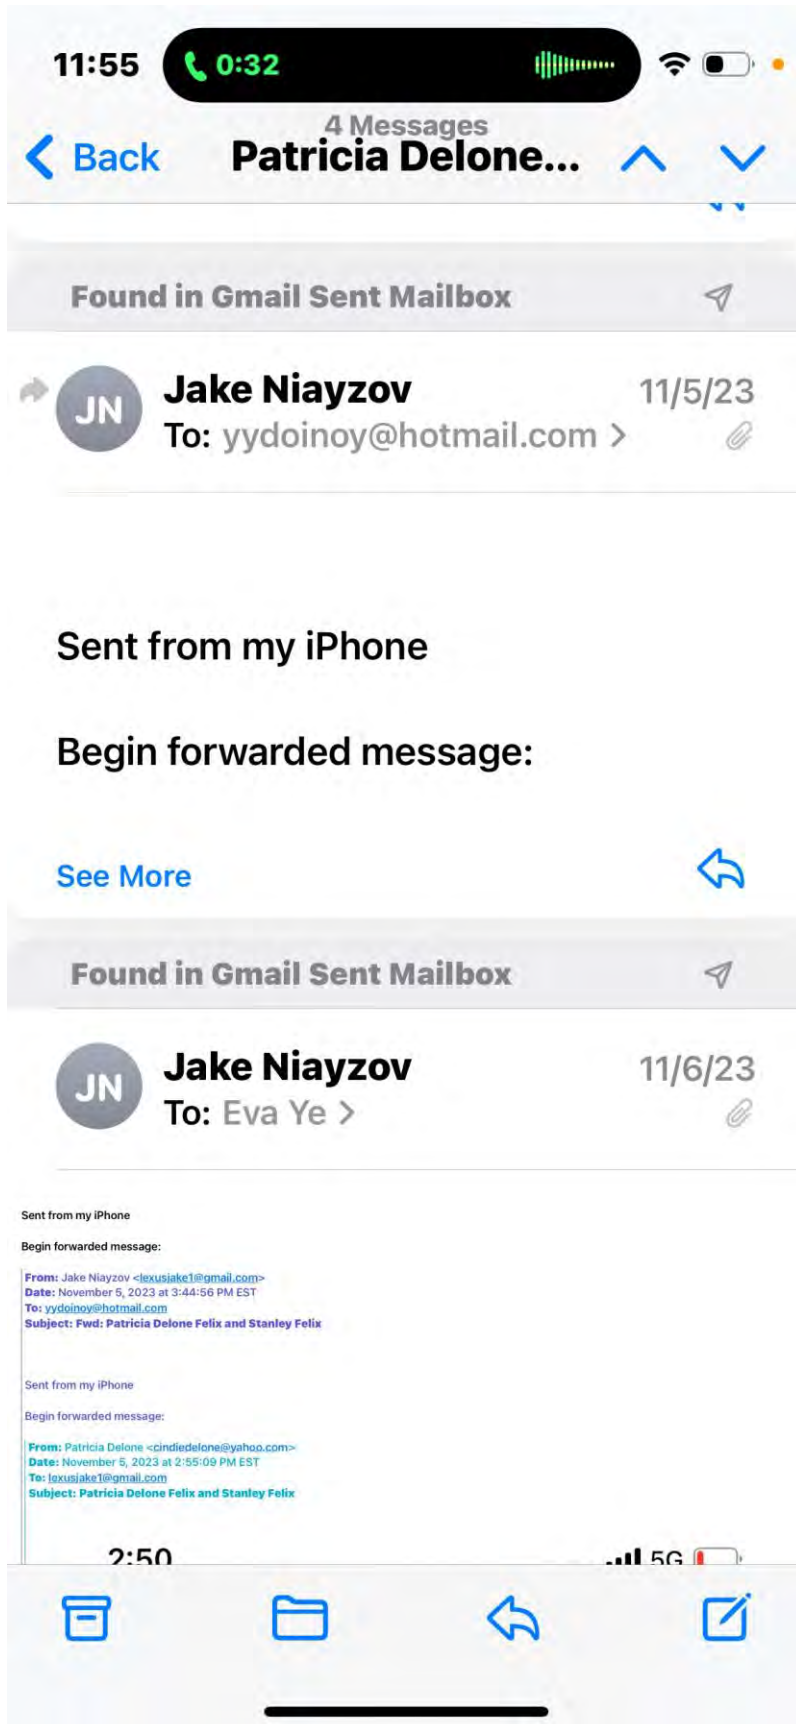 11:55
0:32
4 Messages
Back
Patricia Delone...
Found in Gmail Sent Mailbox
JN
Jake Niayzov
11/5/23
To: yydoinoy@hotmail.com >
Sent from my iPhone
Begin forwarded message:
See More
Found in Gmail Sent Mailbox
JN
Jake Niayzov
11/6/23
To: Eva Ye >
Sent from my iPhone
Begin forwarded message:
From: Jake Niayzov <lexusjake1@gmail.com>
Date: November 5, 2023 at 3:44:56 PM EST
To: yydoinoy@hotmail.com
Subject: Fwd: Patricia Delone Felix and Stanley Felix
Sent from my iPhone
Begin forwarded message:
From: Patricia Delone <cindiedelone@yahoo.com>
Date: November 5, 2023 at 2:55:09 PM EST
To: lexusjake1@gmail.com
Subject: Patricia Delone Felix and Stanley Felix
2:50
5G